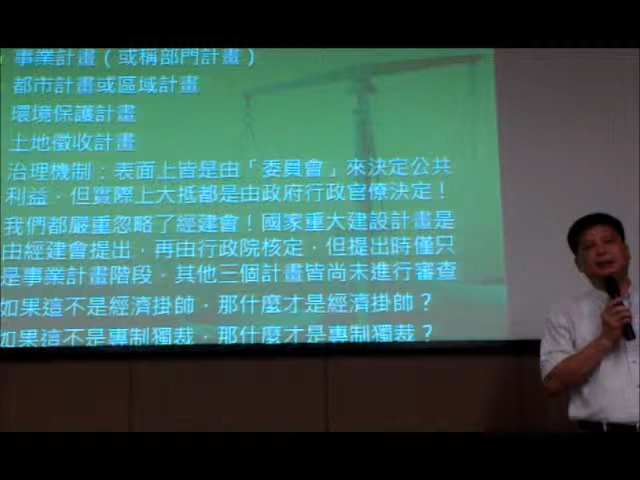 事業計畫（或稱部門計畫）
都市計畫或區域計畫
環境保護計畫
土地徵收計畫
治理機制：表面上皆是由「委員會」來決定公共
利益，但實際上大抵都是由政府行政官僚決定！
我們都嚴重忽略了經建會！國家重大建設計畫是
由經建會提出，再由行政院核定，但提出時僅只
是事業計畫階段，其他三個計畫皆尚未進行審查
如果這不是經濟掛帥，那什麼才是經濟掛帥？
如果這不是專制獨裁，那什麼才是專制獨裁？